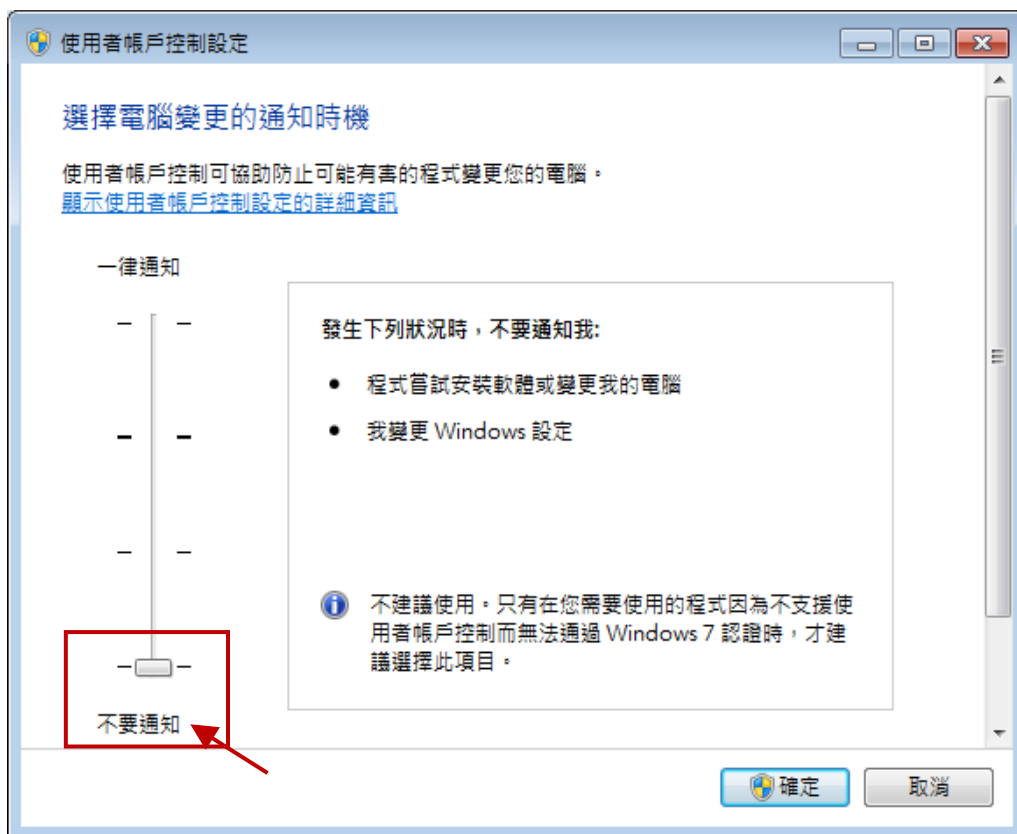 使用者帳戶控制設定
選擇電腦變更的通知時機
使用者帳戶控制可協助防止可能有害的程式變更您的電腦。
顯示使用者帳戶控制設定的詳細資訊
一律通知
發生下列狀況時，不要通知我:
● 程式嘗試安裝軟體或變更我的電腦
● 我變更 Windows 設定
不建議使用。只有在您需要使用的程式因為不支援使
用者帳戶控制而無法通過 Windows 7 認證時，才建
議選擇此項目。
不要通知
確定
取消